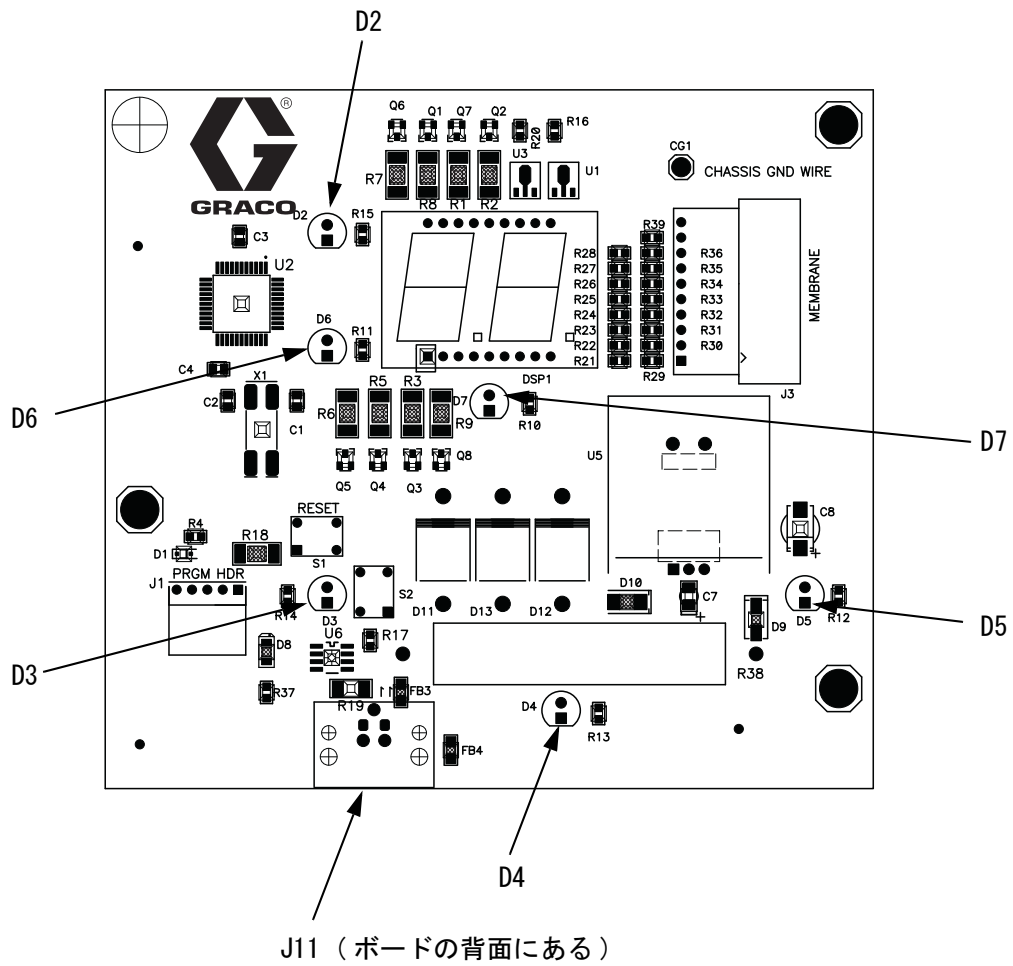 D2
Q6 Q1 Q7 Q2 R20 R16
U3 U1
CG1 CHASSIS GND WIRE
R7 R8 R1 R2
®
GRACO
D2 R15
C3
U2
R39
R28 R36
R27 R35
R26 R34
R25 R33
R24 R32
R23 R31
R22 R30
R21 R29
MEMBRANE
J3
D6 R11
C4
X1
C2 C1
D6
R6 R5 R3 R9
D7 DSP1
R10
D7
Q5 Q4 Q3 Q8
U5
C8
+
RESET
S1
R4
D1
R18
J1 PRGM HDR
R14
D3
S2
D11 D13 D12
D10
C7
+
D9
D5 R12
D5
D3
D8
U6
R17
R38
R37
R19
11
FB3
D4
R13
FB4
D4
J11 (ボードの背面にある)